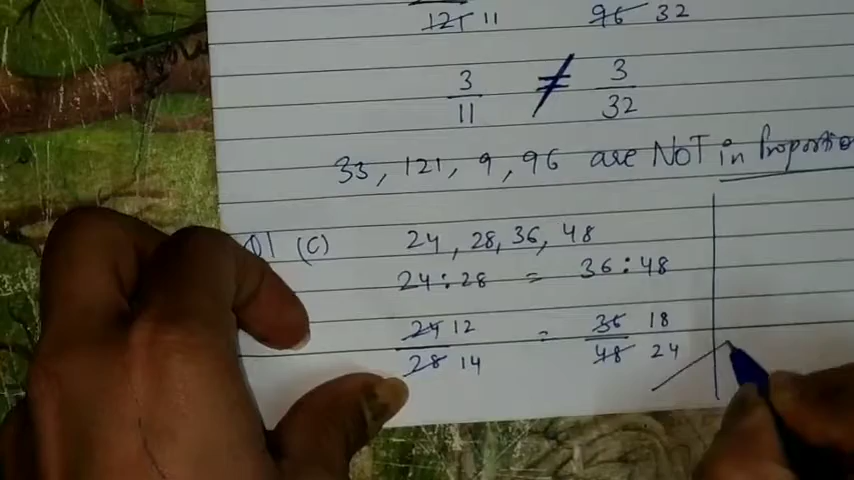 121 11 96 32
3/11 ≠ 3/32
33, 121, 9, 96 are NOT in Proportion
Q1 (C) 24, 28, 36, 48
24:28 = 36:48
24 12 = 36 18
28 14 48 24